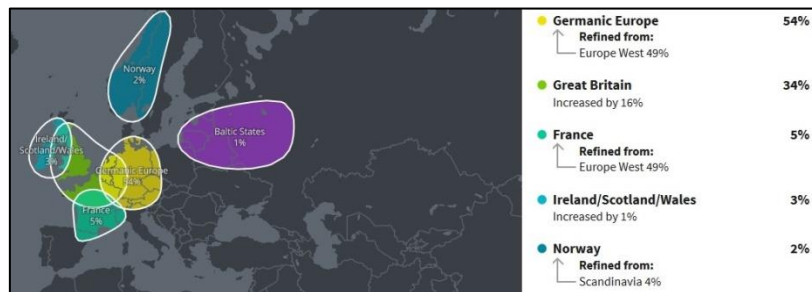 Norway
2%
Baltic States
1%
Ireland/
Scotland/Wales
3%
Germanic Europe
54%
France
5%
Germanic Europe 54%
Refined from:
Europe West 49%
Great Britain 34%
Increased by 16%
France 5%
Refined from:
Europe West 49%
Ireland/Scotland/Wales 3%
Increased by 1%
Norway 2%
Refined from:
Scandinavia 4%